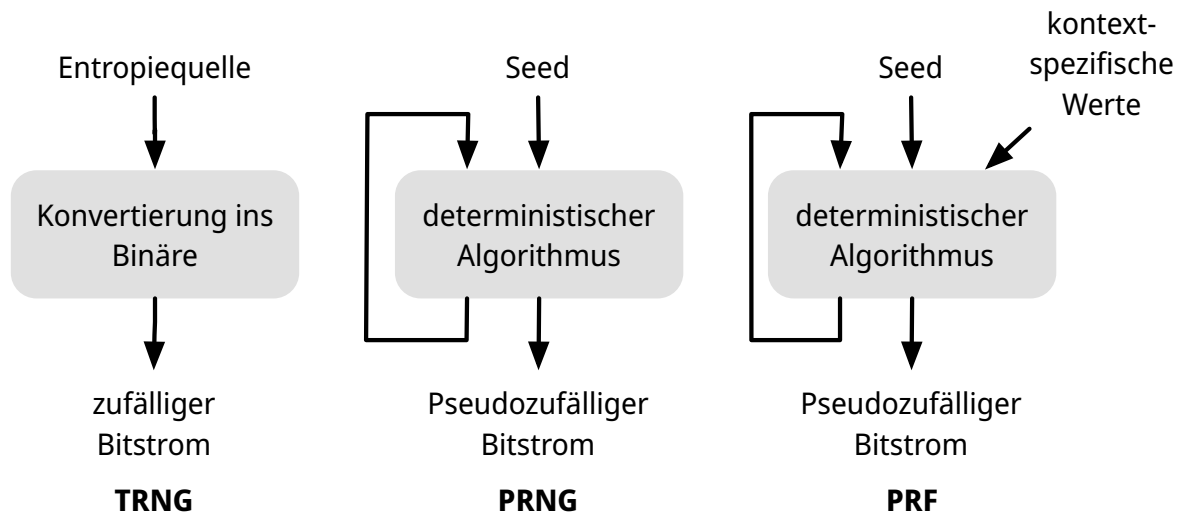 Entropiequelle
Konvertierung ins
Binäre
zufälliger
Bitstrom
TRNG
Seed
deterministischer
Algorithmus
Pseudozufälliger
Bitstrom
PRNG
Seed
kontext-
spezifische
Werte
deterministischer
Algorithmus
Pseudozufälliger
Bitstrom
PRF